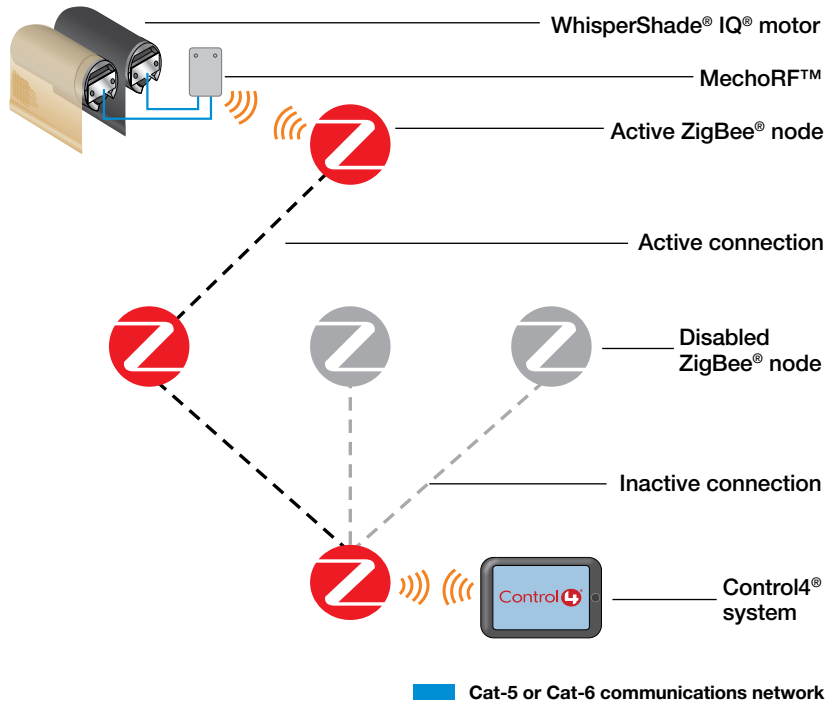 WhisperShade® IQ® motor
MechoRF™
Active ZigBee® node
Active connection
Disabled
ZigBee® node
Inactive connection
Control4®
Control4®
system
Cat-5 or Cat-6 communications network